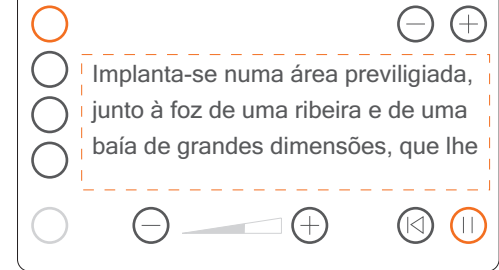 Implanta-se numa área previligiada,
junto à foz de uma ribeira e de uma
baía de grandes dimensões, que lhe